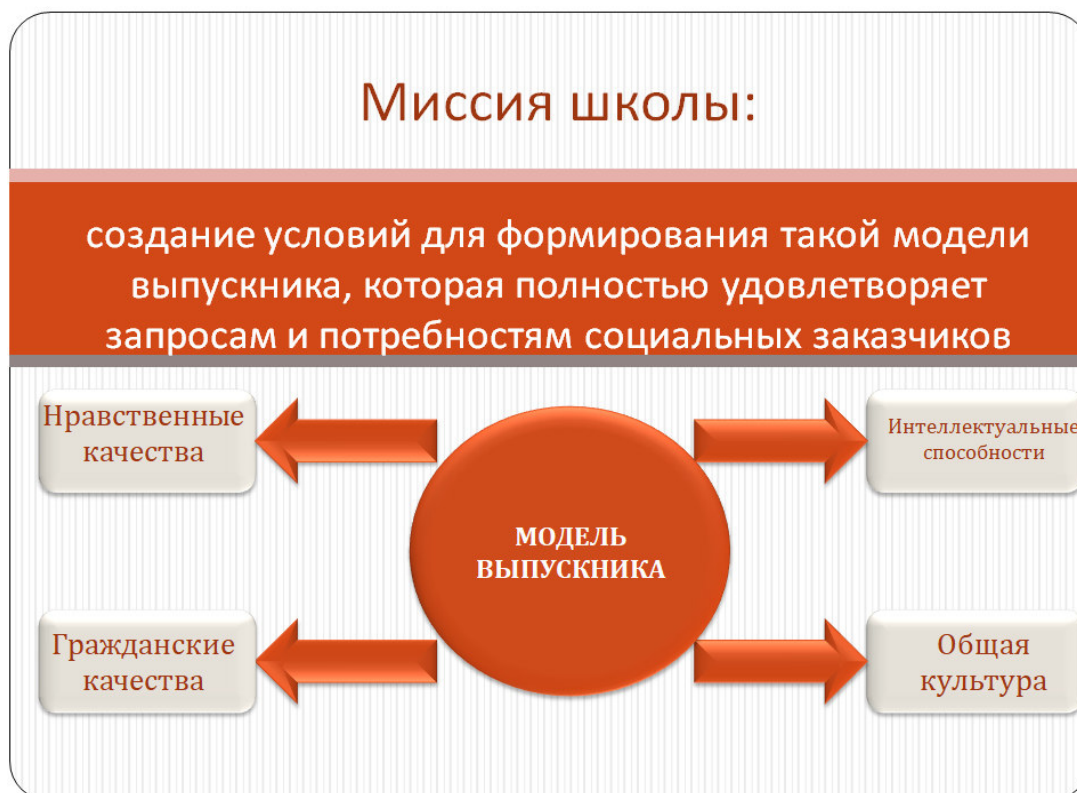 Миссия школы:
создание условий для формирования такой модели
выпускника, которая полностью удовлетворяет
запросам и потребностям социальных заказчиков
Нравственные
качества
Интеллектуальные
способности
МОДЕЛЬ
ВЫПУСКНИКА
Гражданские
качества
Общая
культура